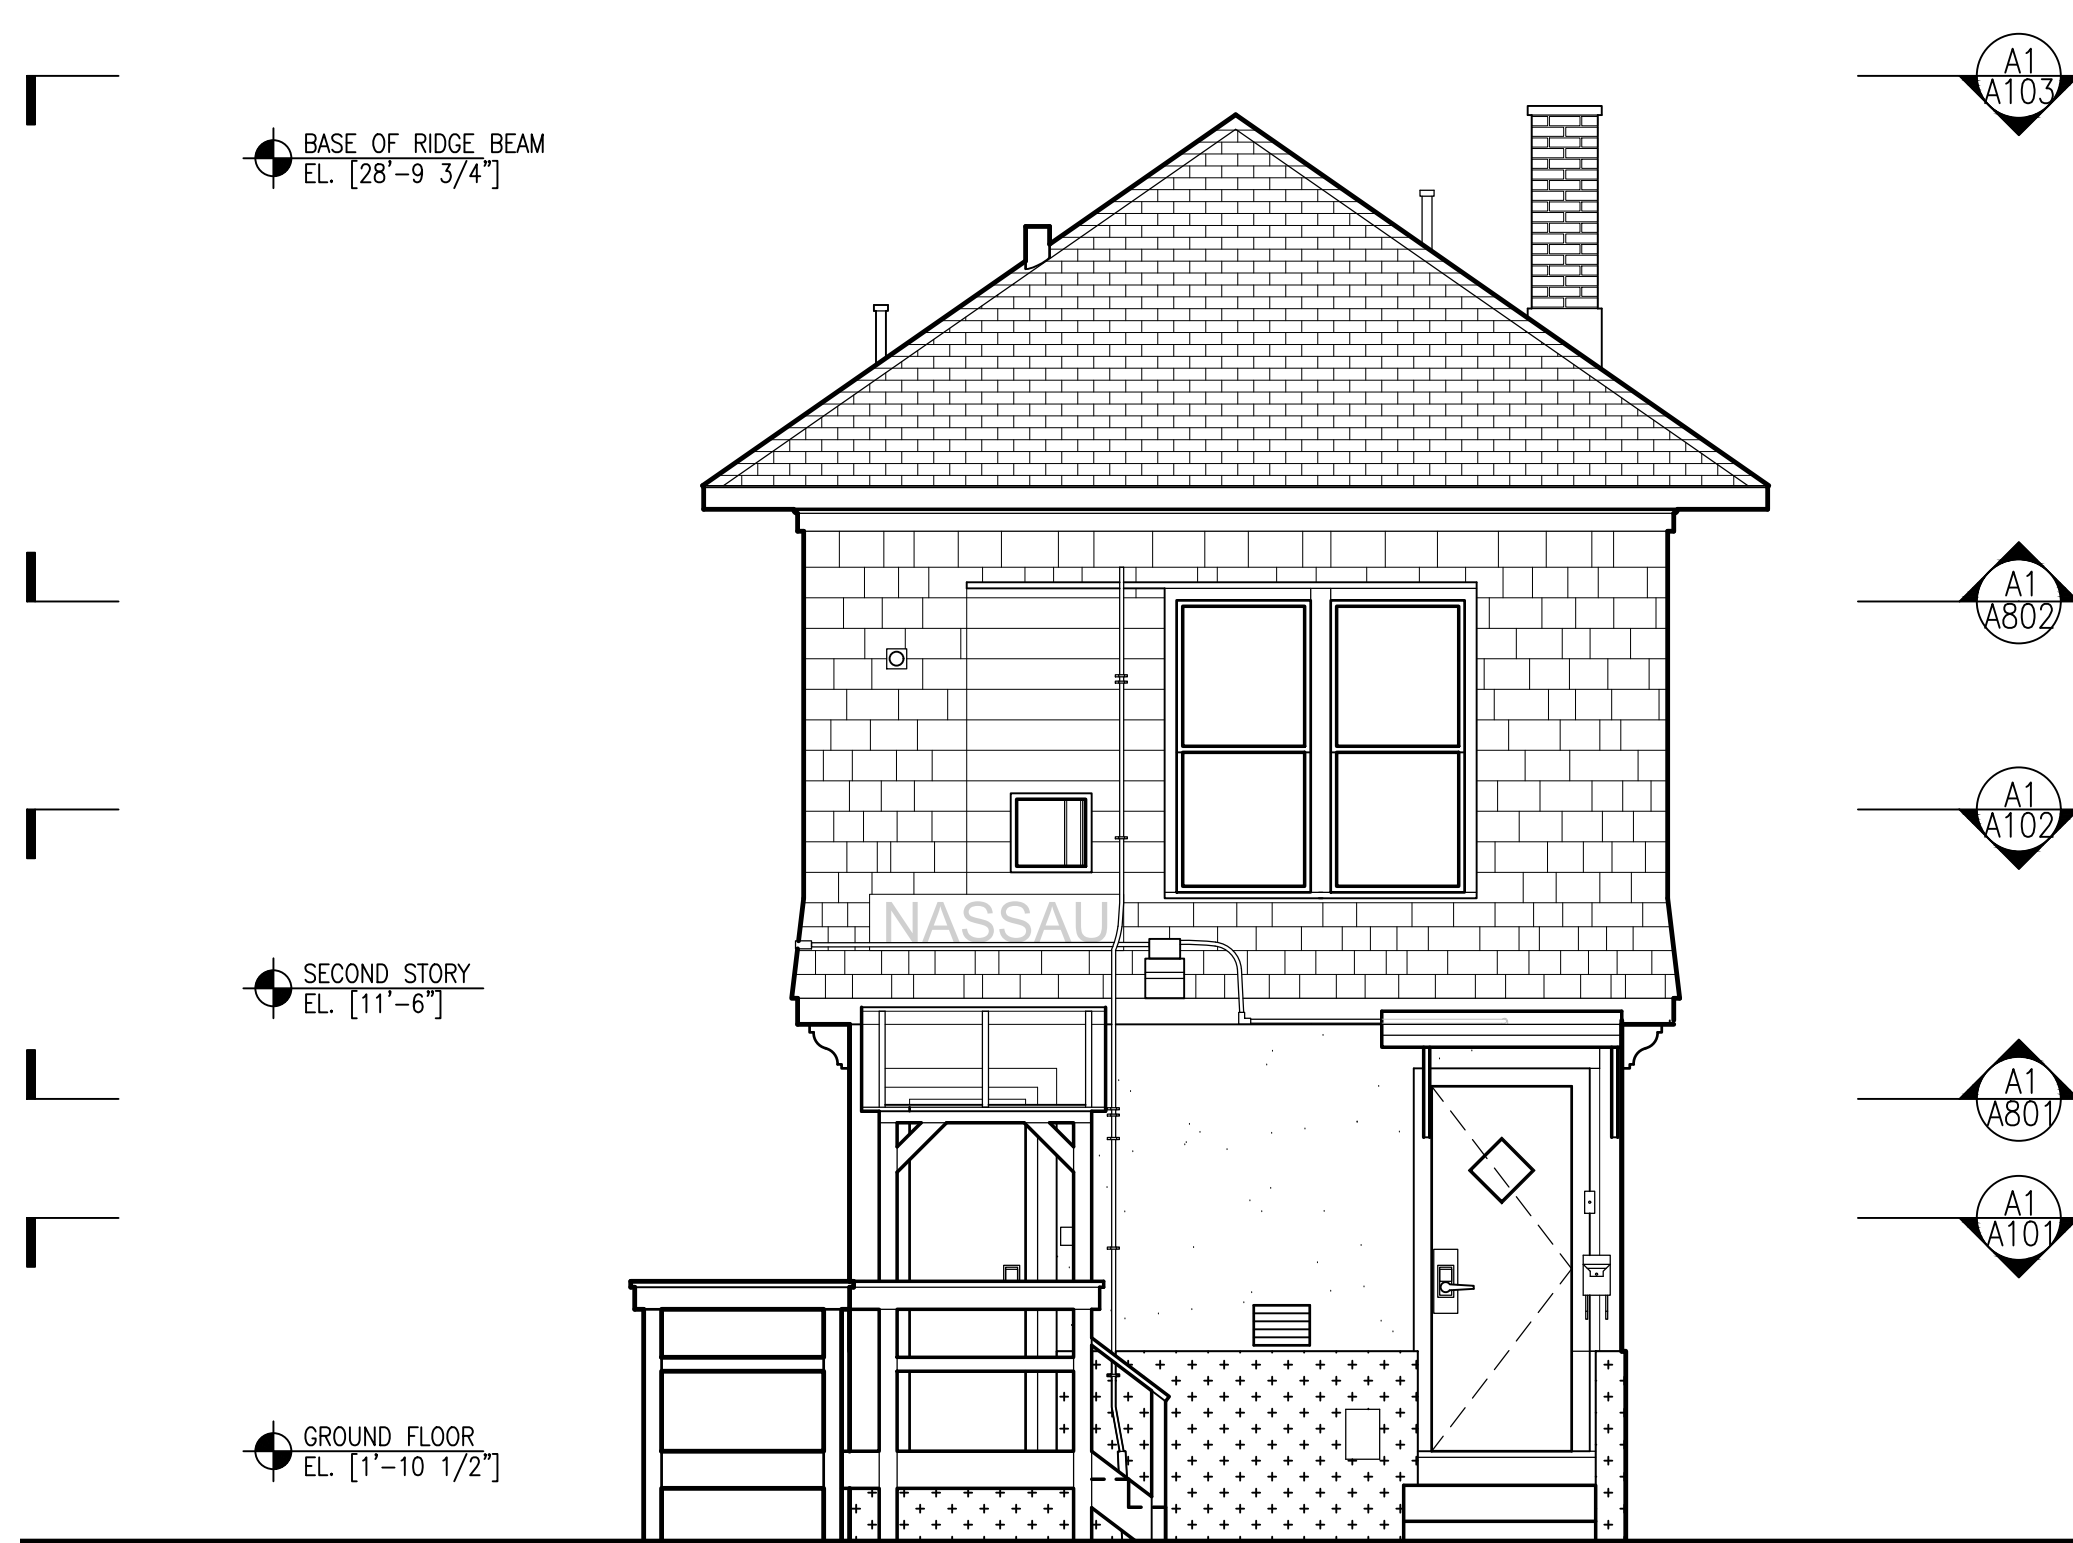 A1
A103
BASE OF RIDGE BEAM
EL. [28'-9 3/4"]
A1
A802
A1
A102
NASSAU
SECOND STORY
EL. [11'-6"]
A1
A801
A1
A101
GROUND FLOOR
EL. [1'-10 1/2"]